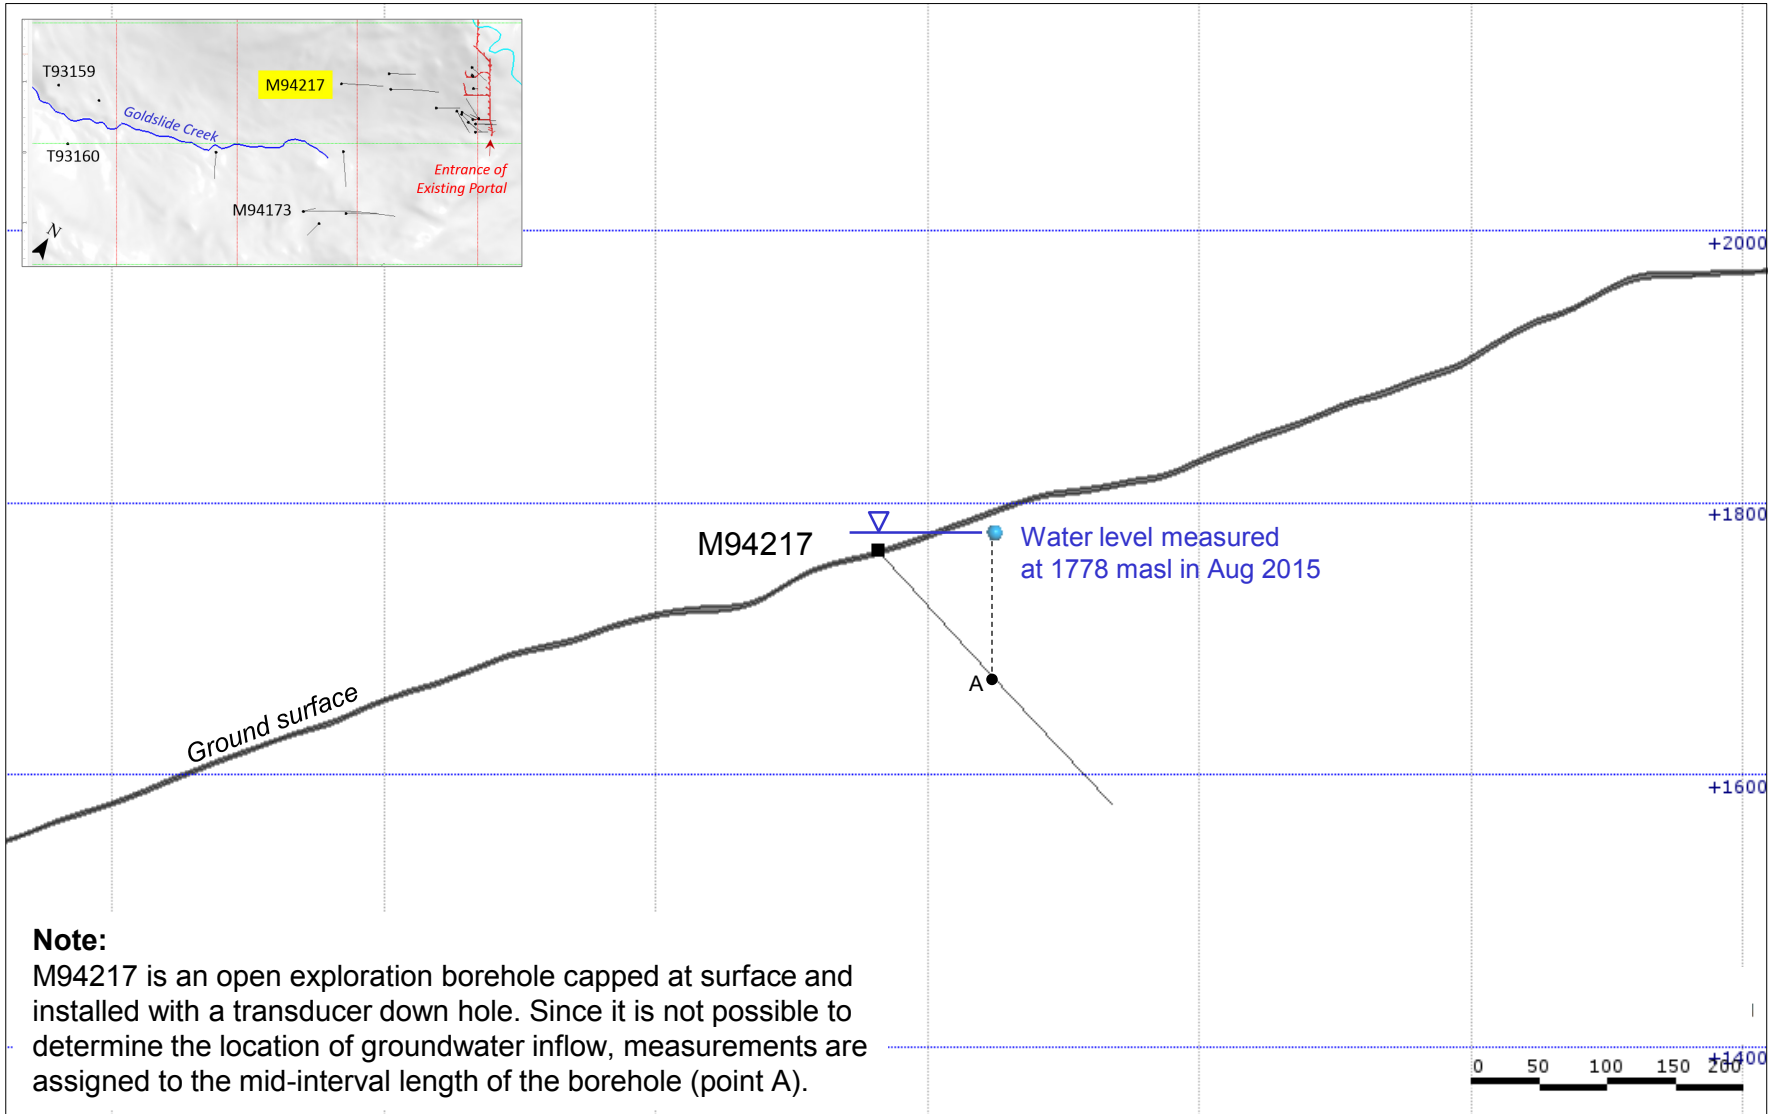 T93159
M94217
Goldslide Creek
T93160
Entrance of
Existing Portal
M94173
N
+2000
+1800
M94217
Water level measured
at 1778 masl in Aug 2015
A
Ground surface
+1600
Note:
M94217 is an open exploration borehole capped at surface and
installed with a transducer down hole. Since it is not possible to
determine the location of groundwater inflow, measurements are
assigned to the mid-interval length of the borehole (point A).
+1400
0 50 100 150 200